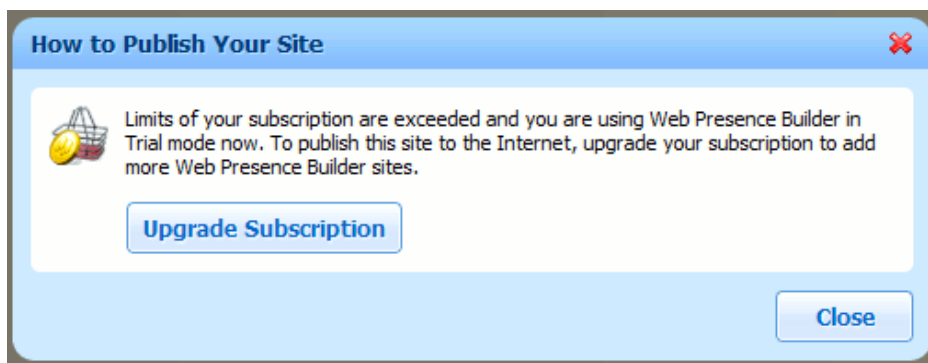 How to Publish Your Site
Limits of your subscription are exceeded and you are using Web Presence Builder in
Trial mode now. To publish this site to the Internet, upgrade your subscription to add
more Web Presence Builder sites.
Upgrade Subscription
Close